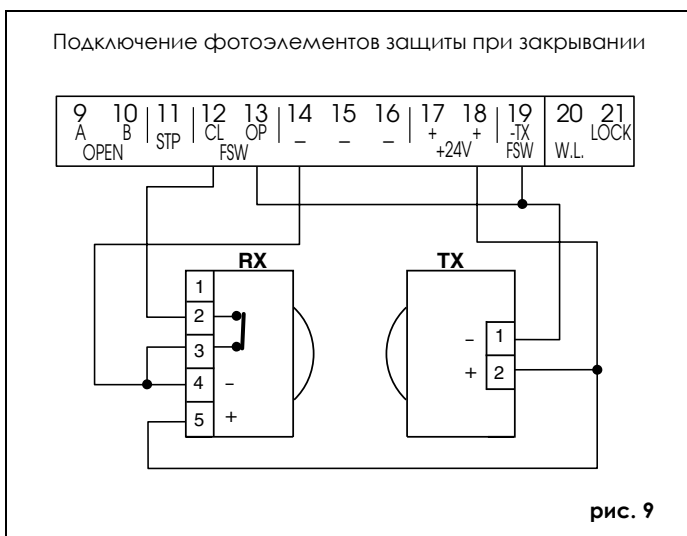 Подключение фотоэлементов защиты при закрывании
9 10 11 12 13 14 15 16 17 18 19 20 21
A B STP CL OP – – – + + -TX W.L. LOCK
OPEN FSW +24V FSW
RX TX
1
2
3
4 –
5 +
– 1
+ 2
рис. 9